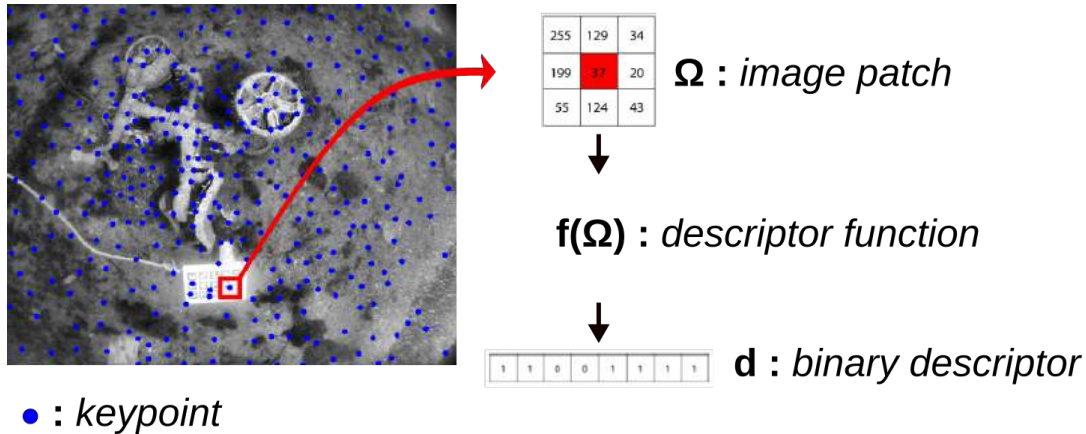 255 129 34
199 37 20
55 124 43
Ω : image patch
f(Ω) : descriptor function
1 1 0 0 1 1 1 1
d : binary descriptor
: keypoint